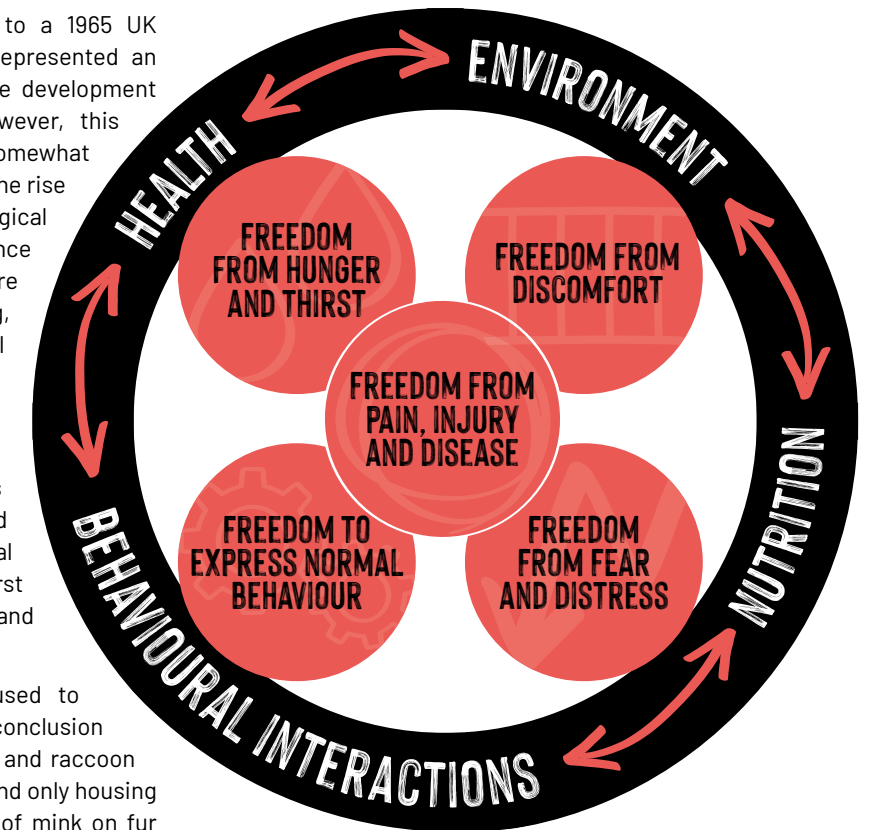 to a 1965 UK
epresented an
e development
wever, this
omewhat
he rise
gical
nce
re
g,
l
s
d
al
rst
and
used to
conclusion
and raccoon
nd only housing
of mink on fur
HEALTH
ENVIRONMENT
NUTRITION
BEHAVIOURAL INTERACTIONS
FREEDOM
FROM HUNGER
AND THIRST
FREEDOM FROM
DISCOMFORT
FREEDOM FROM
PAIN, INJURY
AND DISEASE
FREEDOM TO
EXPRESS NORMAL
BEHAVIOUR
FREEDOM
FROM FEAR
AND DISTRESS